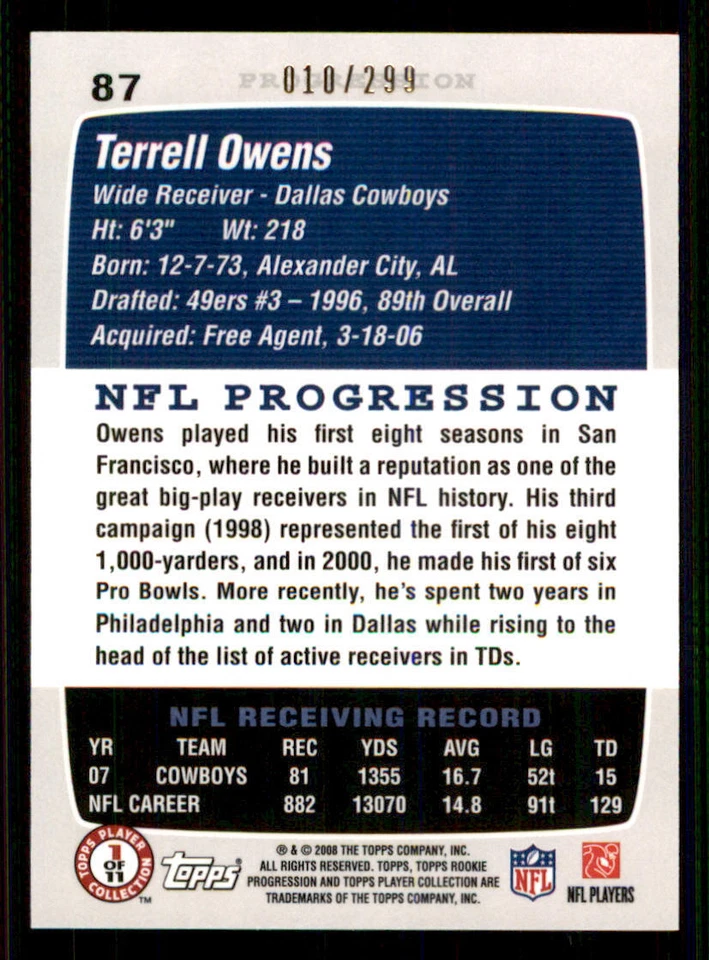 87 PROGRESSION 010/299
Terrell Owens
Wide Receiver - Dallas Cowboys
Ht: 6'3" Wt: 218
Born: 12-7-73, Alexander City, AL
Drafted: 49ers #3 – 1996, 89th Overall
Acquired: Free Agent, 3-18-06
NFL PROGRESSION
Owens played his first eight seasons in San
Francisco, where he built a reputation as one of the
great big-play receivers in NFL history. His third
campaign (1998) represented the first of his eight
1,000-yarders, and in 2000, he made his first of six
Pro Bowls. More recently, he's spent two years in
Philadelphia and two in Dallas while rising to the
head of the list of active receivers in TDs.
NFL RECEIVING RECORD
YR TEAM REC YDS AVG LG TD
07 COWBOYS 81 1355 16.7 52t 15
NFL CAREER 882 13070 14.8 91t 129
TOPPS PLAYER COLLECTION
1 OF 11
TM
topps®
® & © 2008 THE TOPPS COMPANY, INC.
ALL RIGHTS RESERVED. TOPPS, TOPPS ROOKIE
PROGRESSION AND TOPPS PLAYER COLLECTION ARE
TRADEMARKS OF THE TOPPS COMPANY, INC.
NFL
NFL PLAYERS